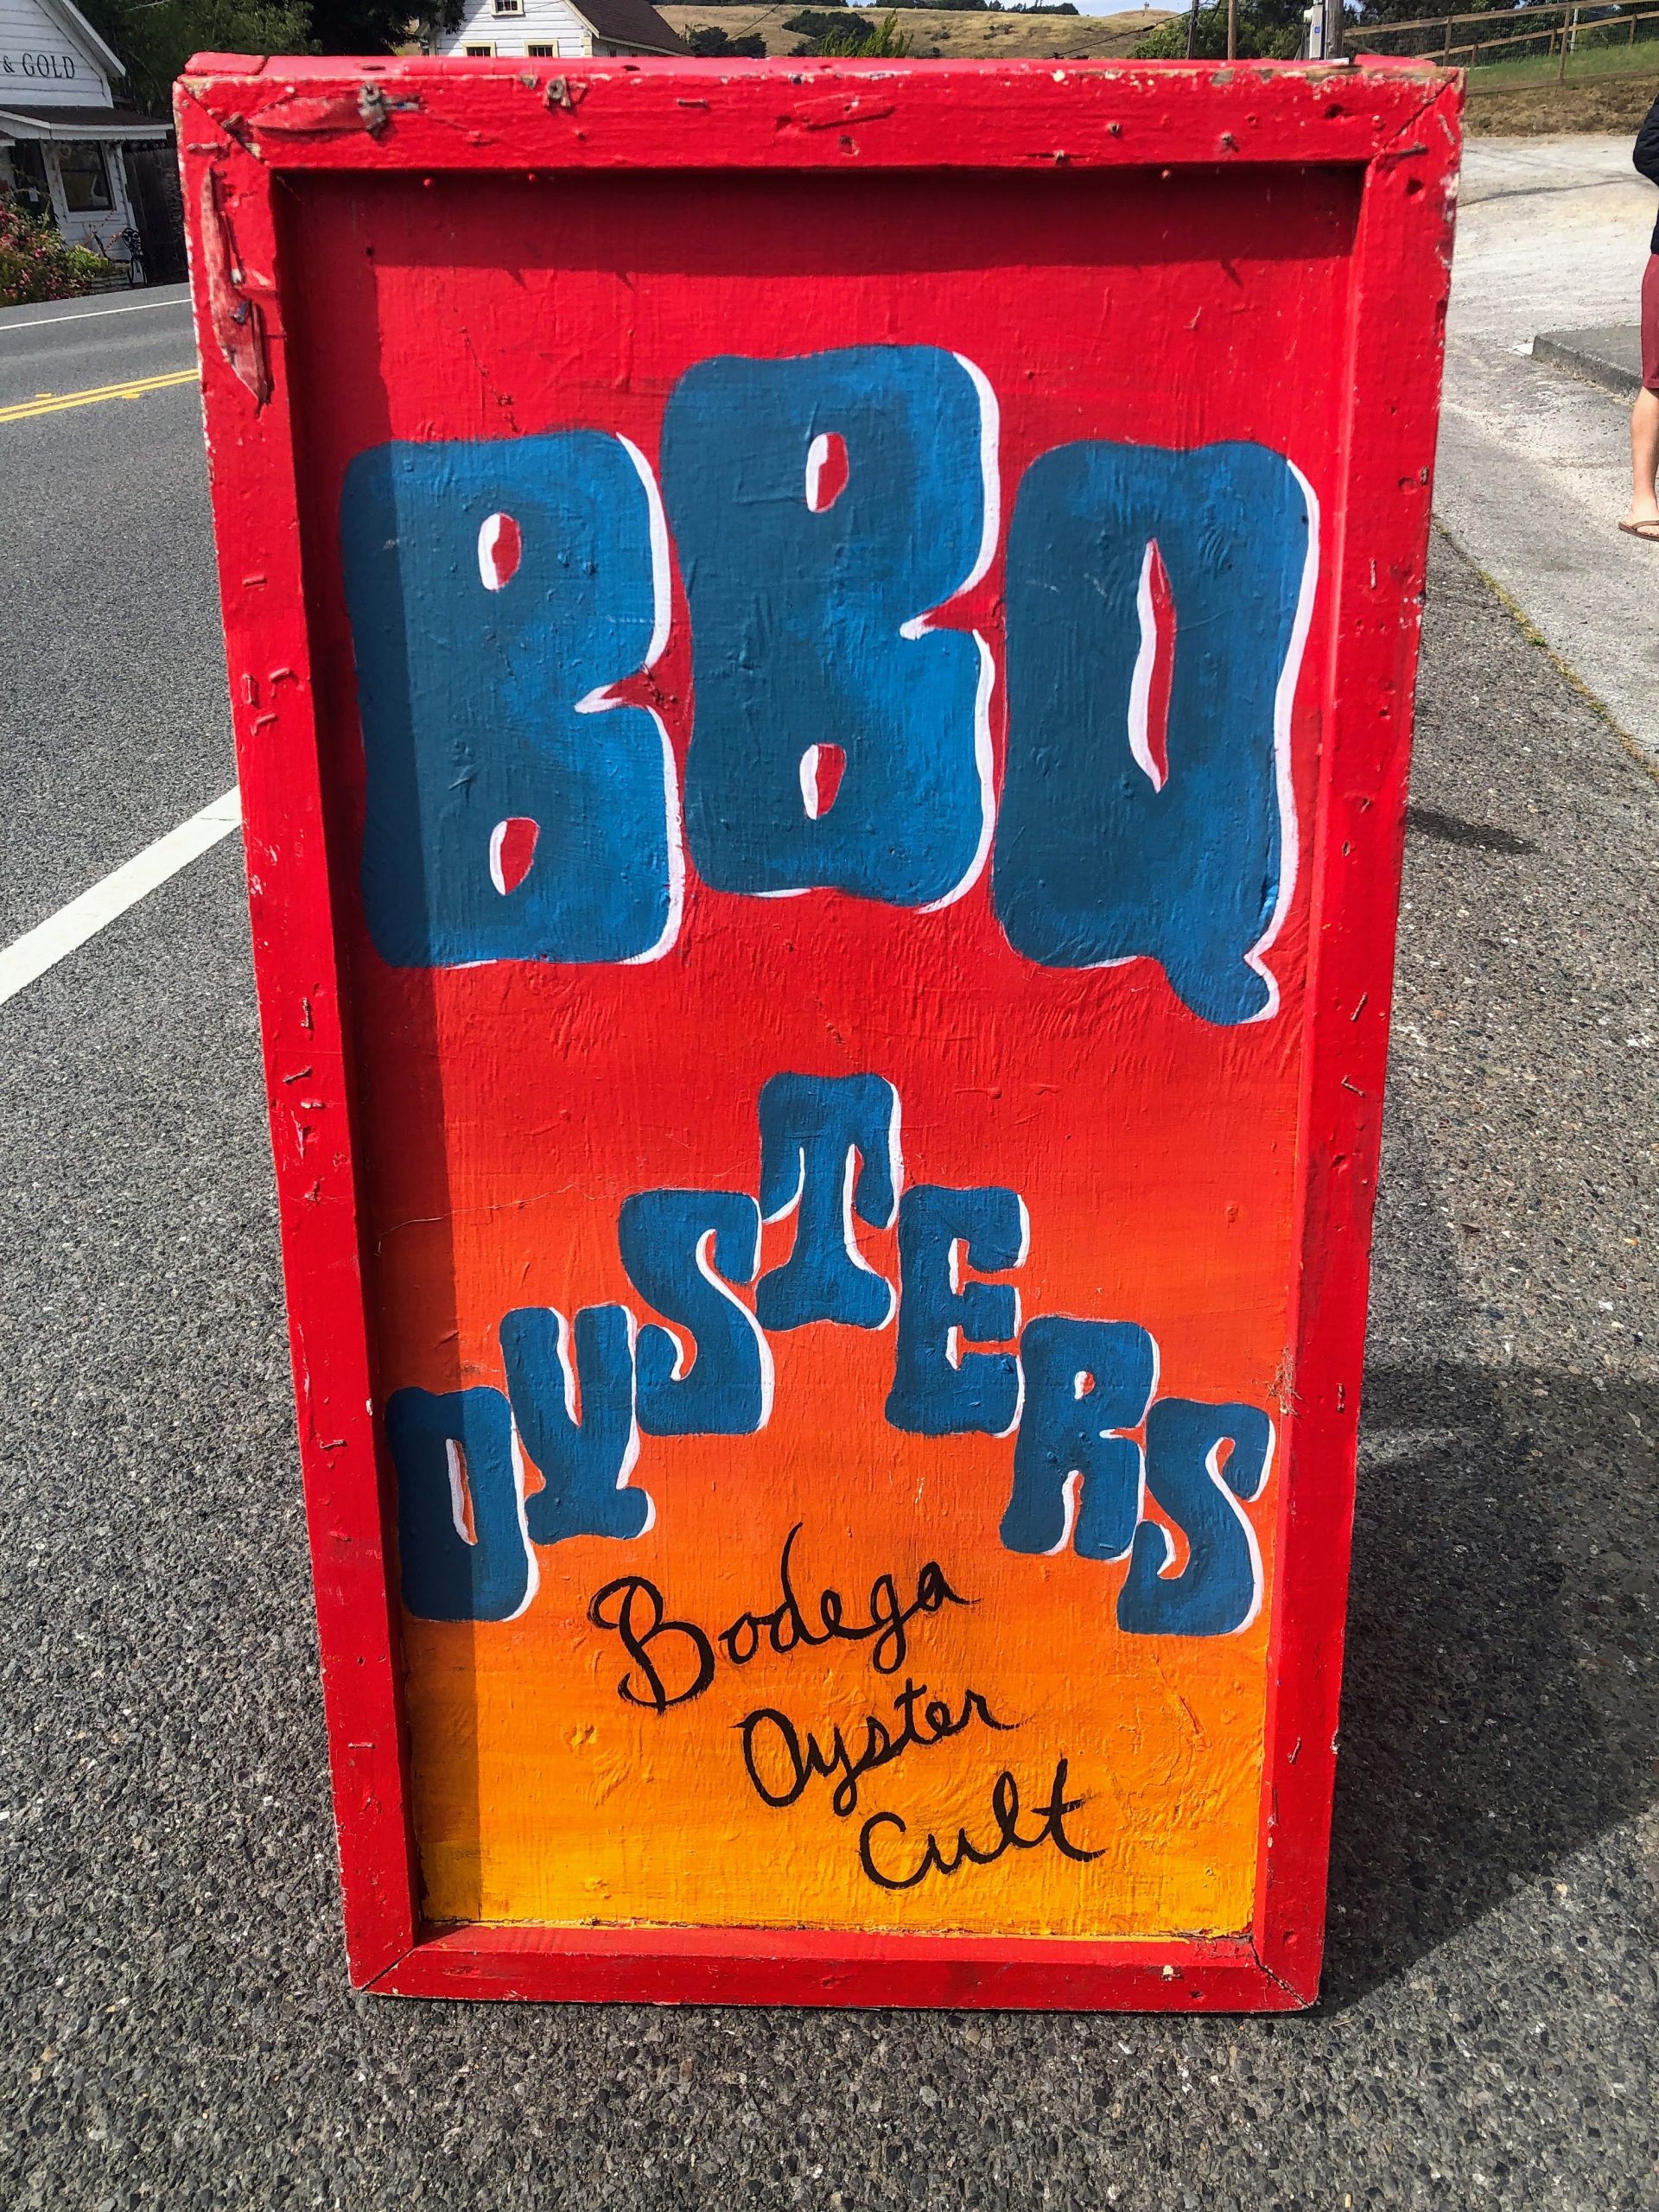 & GOLD
BBQ
OYSTERS
Bodega
Oyster
Cult